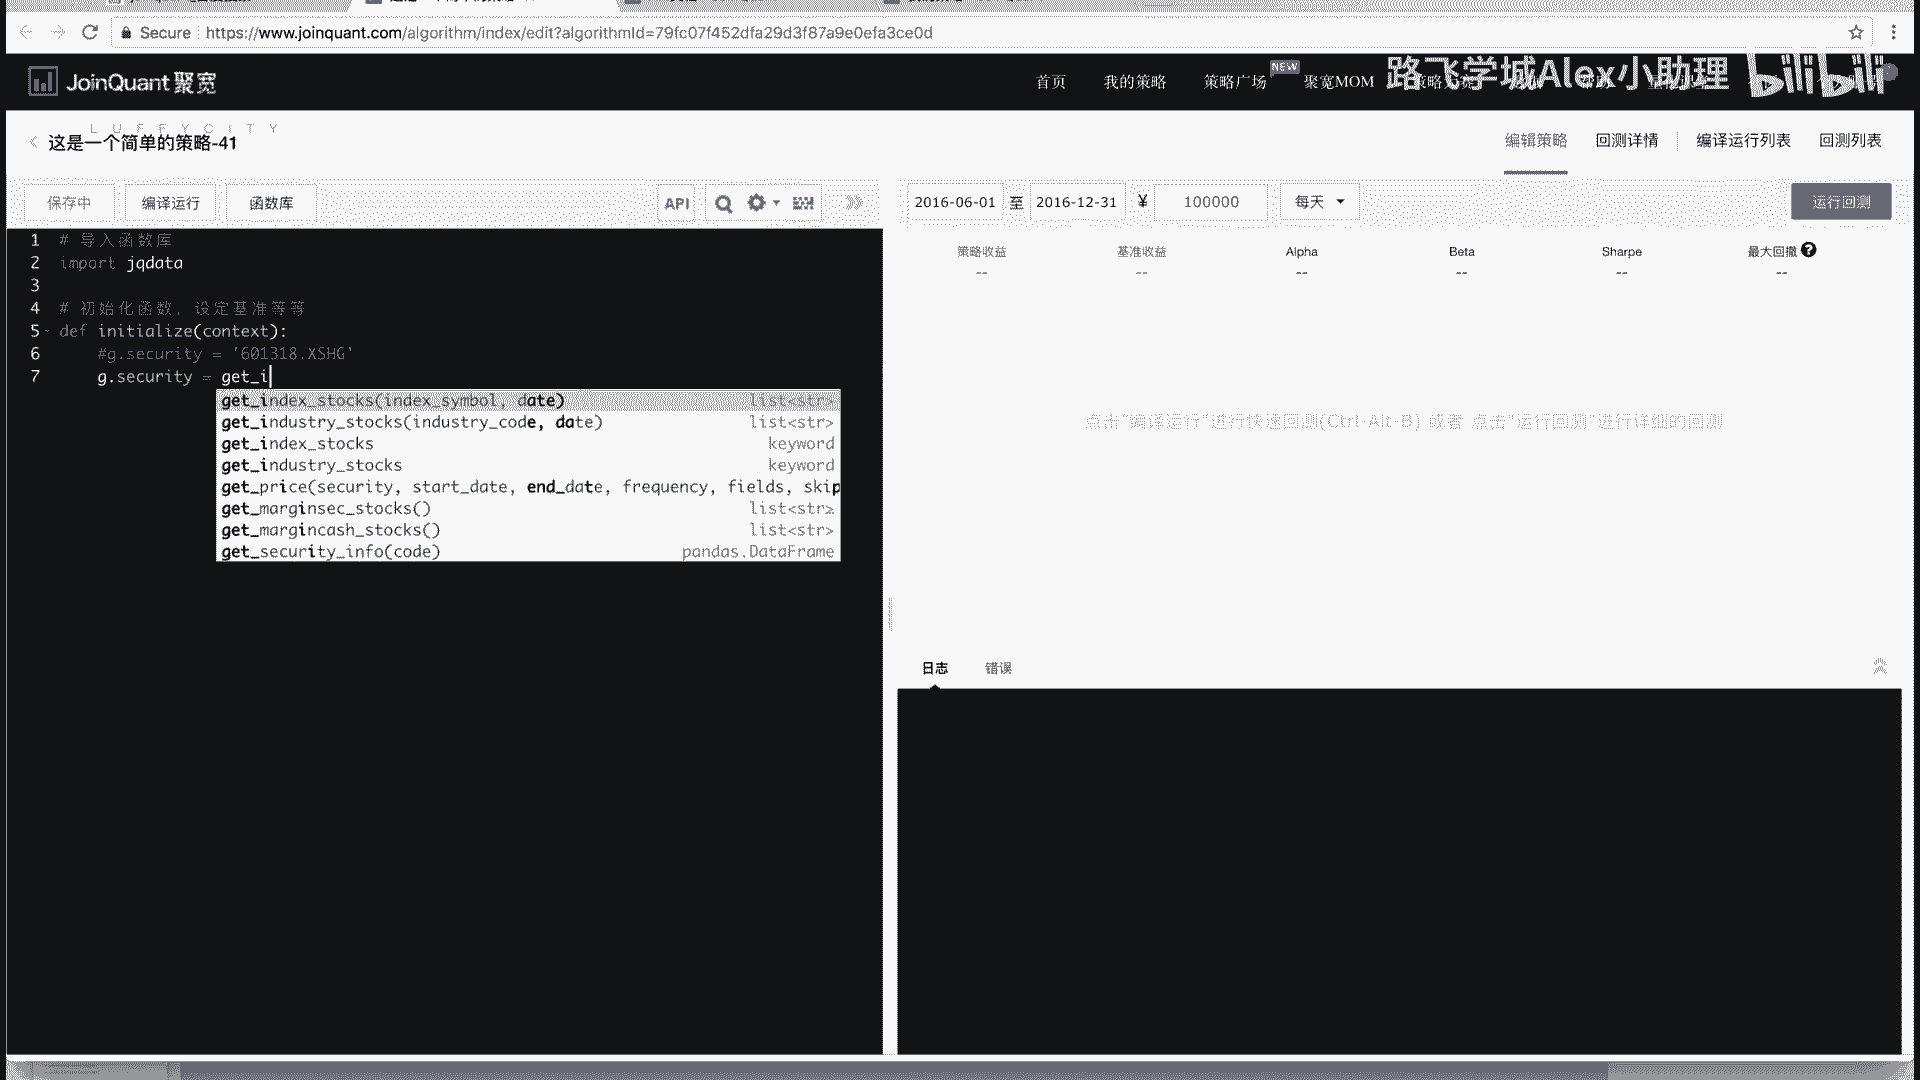 Secure https://www.joinquant.com/algorithm/index/edit?algorithmId=79fc07f452dfa29d3f87a9e0efa3ce0d
JoinQuant 聚宽
首页 我的策略 策略广场 NEW 聚宽MOM
路飞学城Alex小助理 bilibili
LUFFYCITY
这是一个简单的策略-41
编辑策略 回测详情 编译运行列表 回测列表
保存中 编译运行 函数库 API
2016-06-01 至 2016-12-31 ¥ 100000 每天 运行回测
策略收益 基准收益 Alpha Beta Sharpe 最大回撤
-- -- -- -- -- --
1 # 导入函数库
2 import jqdata
3
4 # 初始化函数，设定基准等等
5 def initialize(context):
6 #g.security = '601318.XSHG'
7 g.security = get_i
get_index_stocks(index_symbol, date) list<str>
get_industry_stocks(industry_code, date) list<str>
get_index_stocks keyword
get_industry_stocks keyword
get_price(security, start_date, end_date, frequency, fields, skip
get_marginsec_stocks() list<str>
get_margincash_stocks() list<str>
get_security_info(code) pandas.DataFrame
点击"编译运行"进行快速回测(Ctrl-Alt-B) 或者 点击"运行回测"进行详细的回测
日志 错误